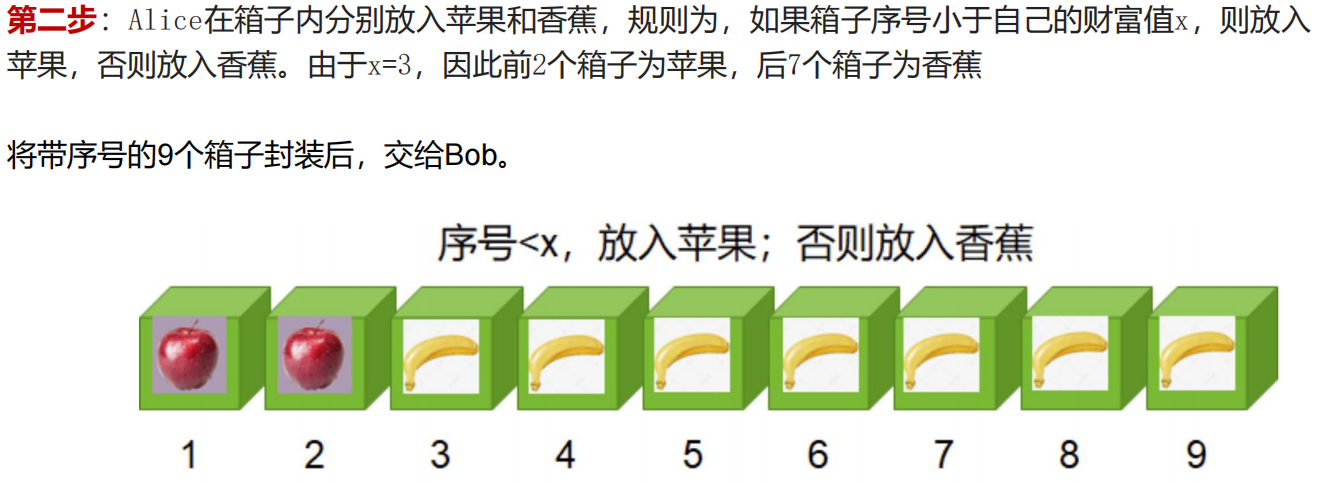 第二步：Alice在箱子内分别放入苹果和香蕉，规则为，如果箱子序号小于自己的财富值x，则放入
苹果，否则放入香蕉。由于x=3，因此前2个箱子为苹果，后7个箱子为香蕉
将带序号的9个箱子封装后，交给Bob。
序号<x，放入苹果；否则放入香蕉
1 2 3 4 5 6 7 8 9